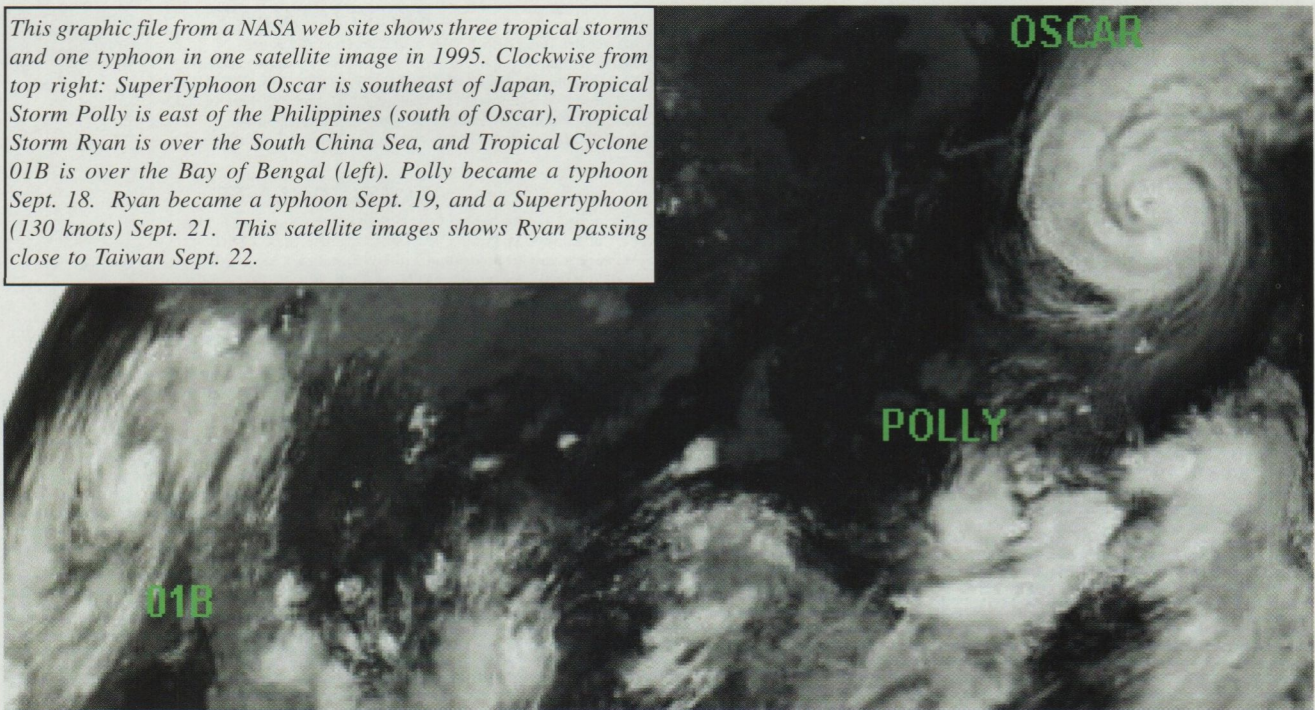 This graphic file from a NASA web site shows three tropical storms
and one typhoon in one satellite image in 1995. Clockwise from
top right: SuperTyphoon Oscar is southeast of Japan, Tropical
Storm Polly is east of the Philippines (south of Oscar), Tropical
Storm Ryan is over the South China Sea, and Tropical Cyclone
01B is over the Bay of Bengal (left). Polly became a typhoon
Sept. 18. Ryan became a typhoon Sept. 19, and a Supertyphoon
(130 knots) Sept. 21. This satellite images shows Ryan passing
close to Taiwan Sept. 22.
OSCAR
POLLY
01B